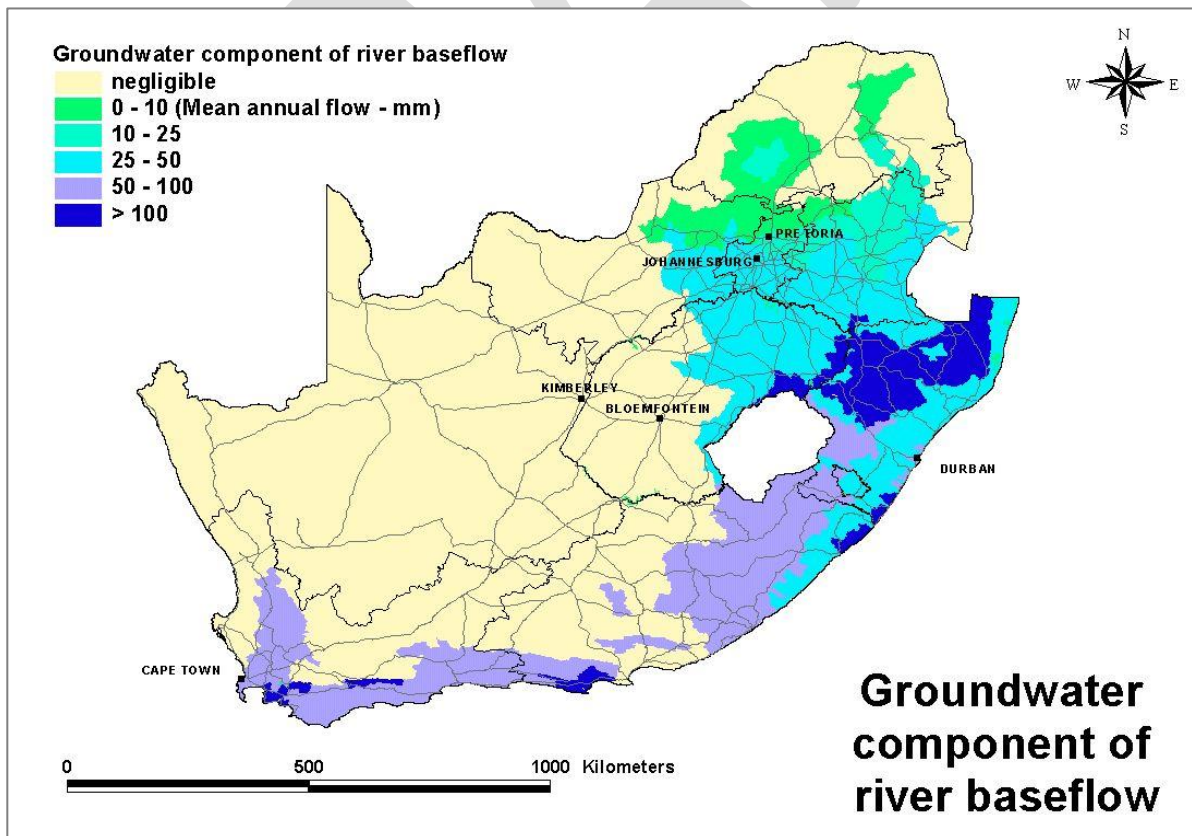 Groundwater component of river baseflow
negligible
0 - 10 (Mean annual flow - mm)
10 - 25
25 - 50
50 - 100
> 100
N
W E
S
PRETORIA
JOHANNESBURG
KIMBERLEY
BLOEMFONTEIN
DURBAN
CAPE TOWN
Groundwater
component of
river baseflow
0 500 1000 Kilometers